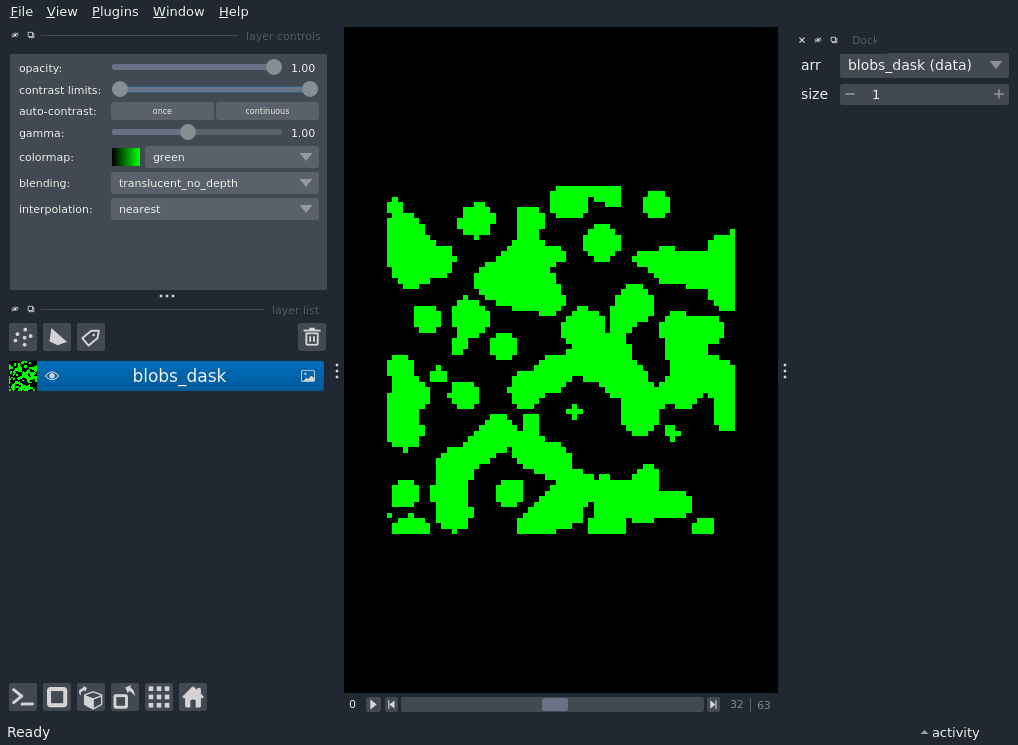 File View Plugins Window Help
layer controls
opacity: 1.00
contrast limits:
auto-contrast: once continuous
gamma: 1.00
colormap: green
blending: translucent_no_depth
interpolation: nearest
layer list
blobs_dask
Dock
arr blobs_dask (data)
size 1
0 32 63
Ready
activity